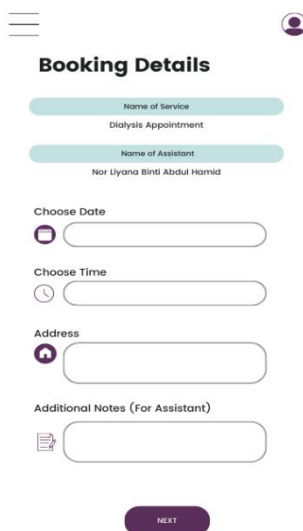 Booking Details
Name of Service
Dialysis Appointment
Name of Assistant
Nor Liyana Binti Abdul Hamid
Choose Date
Choose Time
Address
Additional Notes (For Assistant)
NEXT